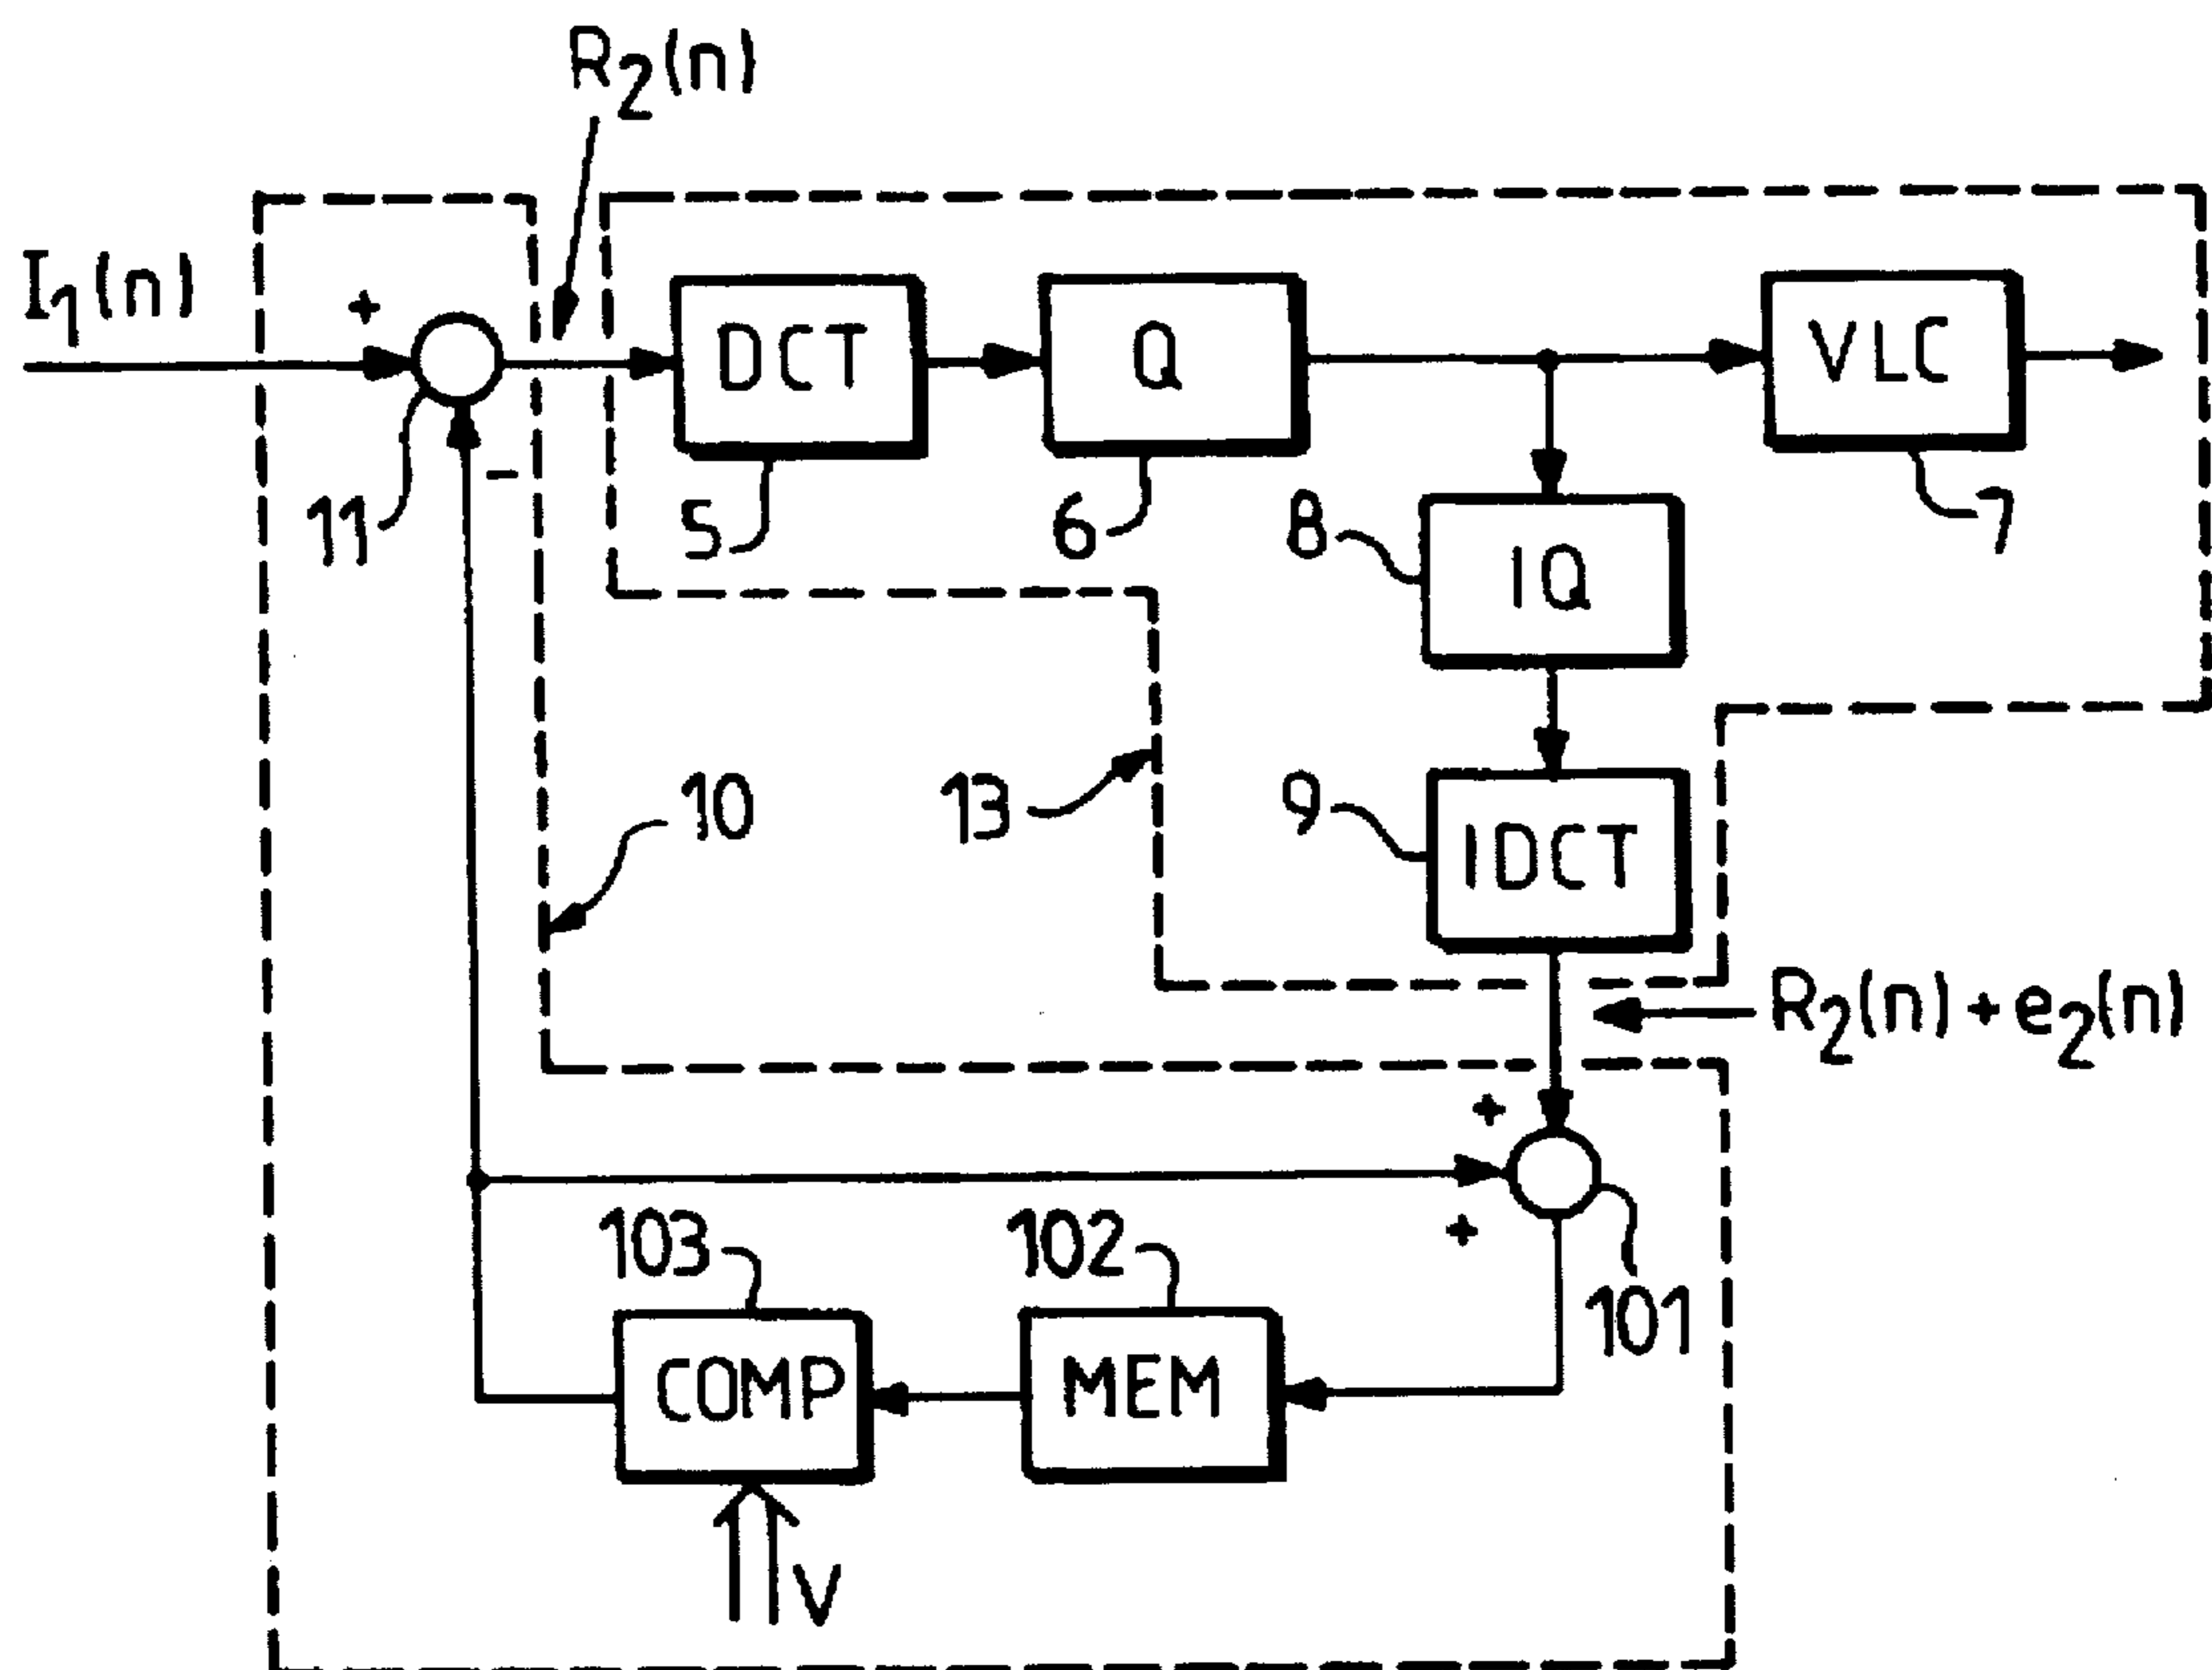 R2(n)
I1(n)
+
DCT
Q
VLC
-
11
5
6
8
7
IQ
10
13
9
IDCT
R2(n)+e2(n)
+
103
102
+
101
COMP
MEM
V